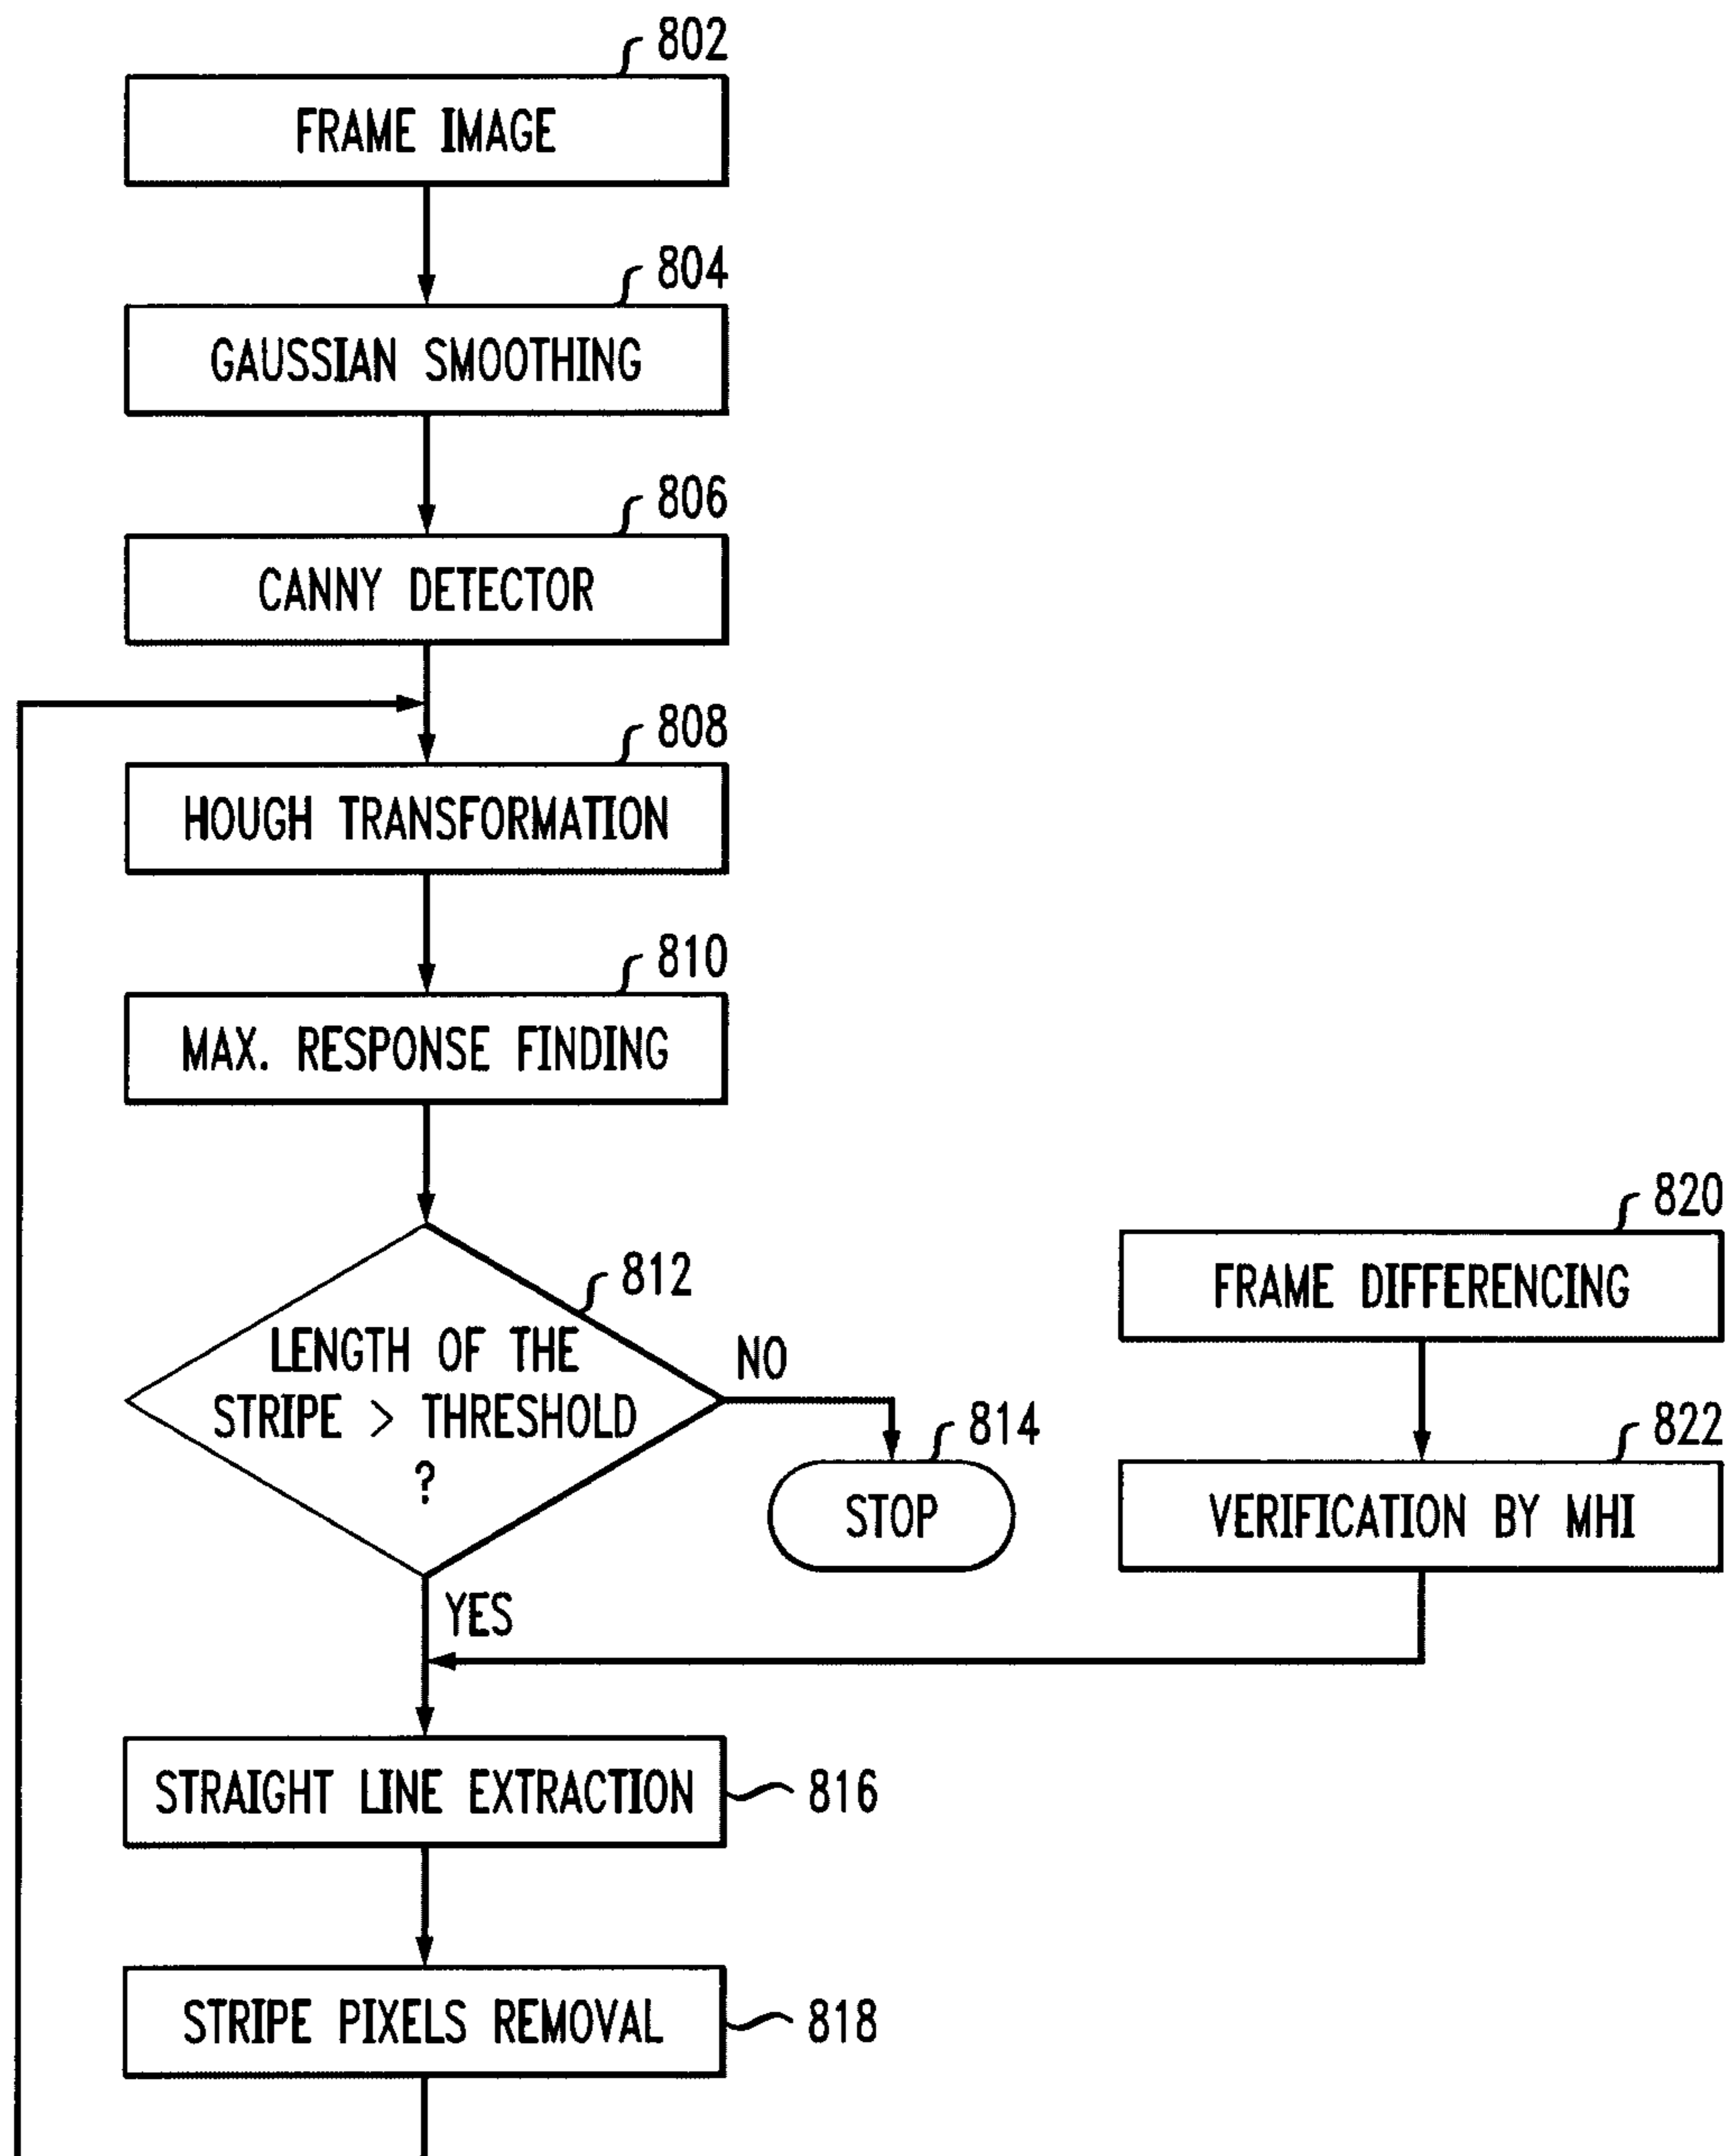 802
FRAME IMAGE
804
GAUSSIAN SMOOTHING
806
CANNY DETECTOR
808
HOUGH TRANSFORMATION
810
MAX. RESPONSE FINDING
812
LENGTH OF THE
STRIPE > THRESHOLD
?
NO
814
STOP
820
FRAME DIFFERENCING
822
VERIFICATION BY MHI
YES
STRAIGHT LINE EXTRACTION
816
STRIPE PIXELS REMOVAL
818